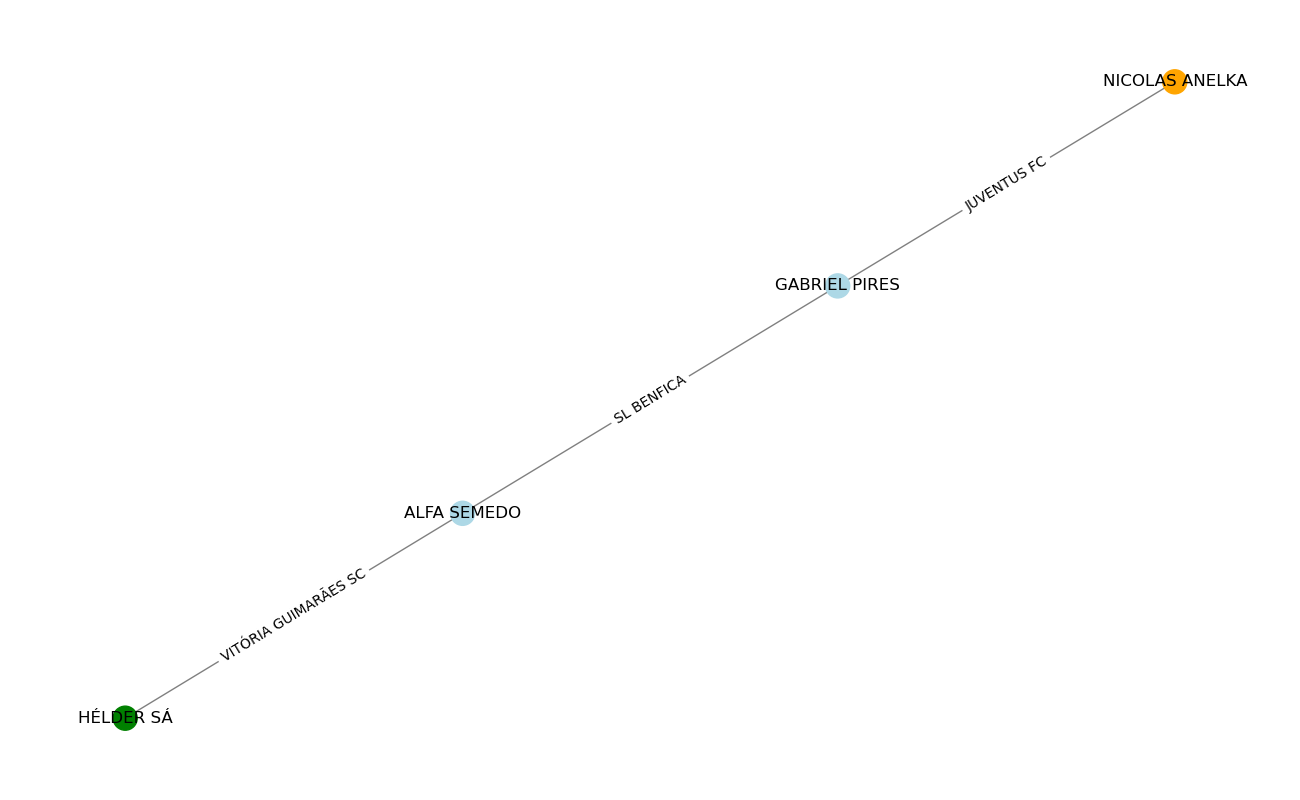 NICOLAS ANELKA
JUVENTUS FC
GABRIEL PIRES
SL BENFICA
ALFA SEMEDO
VITÓRIA GUIMARÃES SC
HÉLDER SÁ